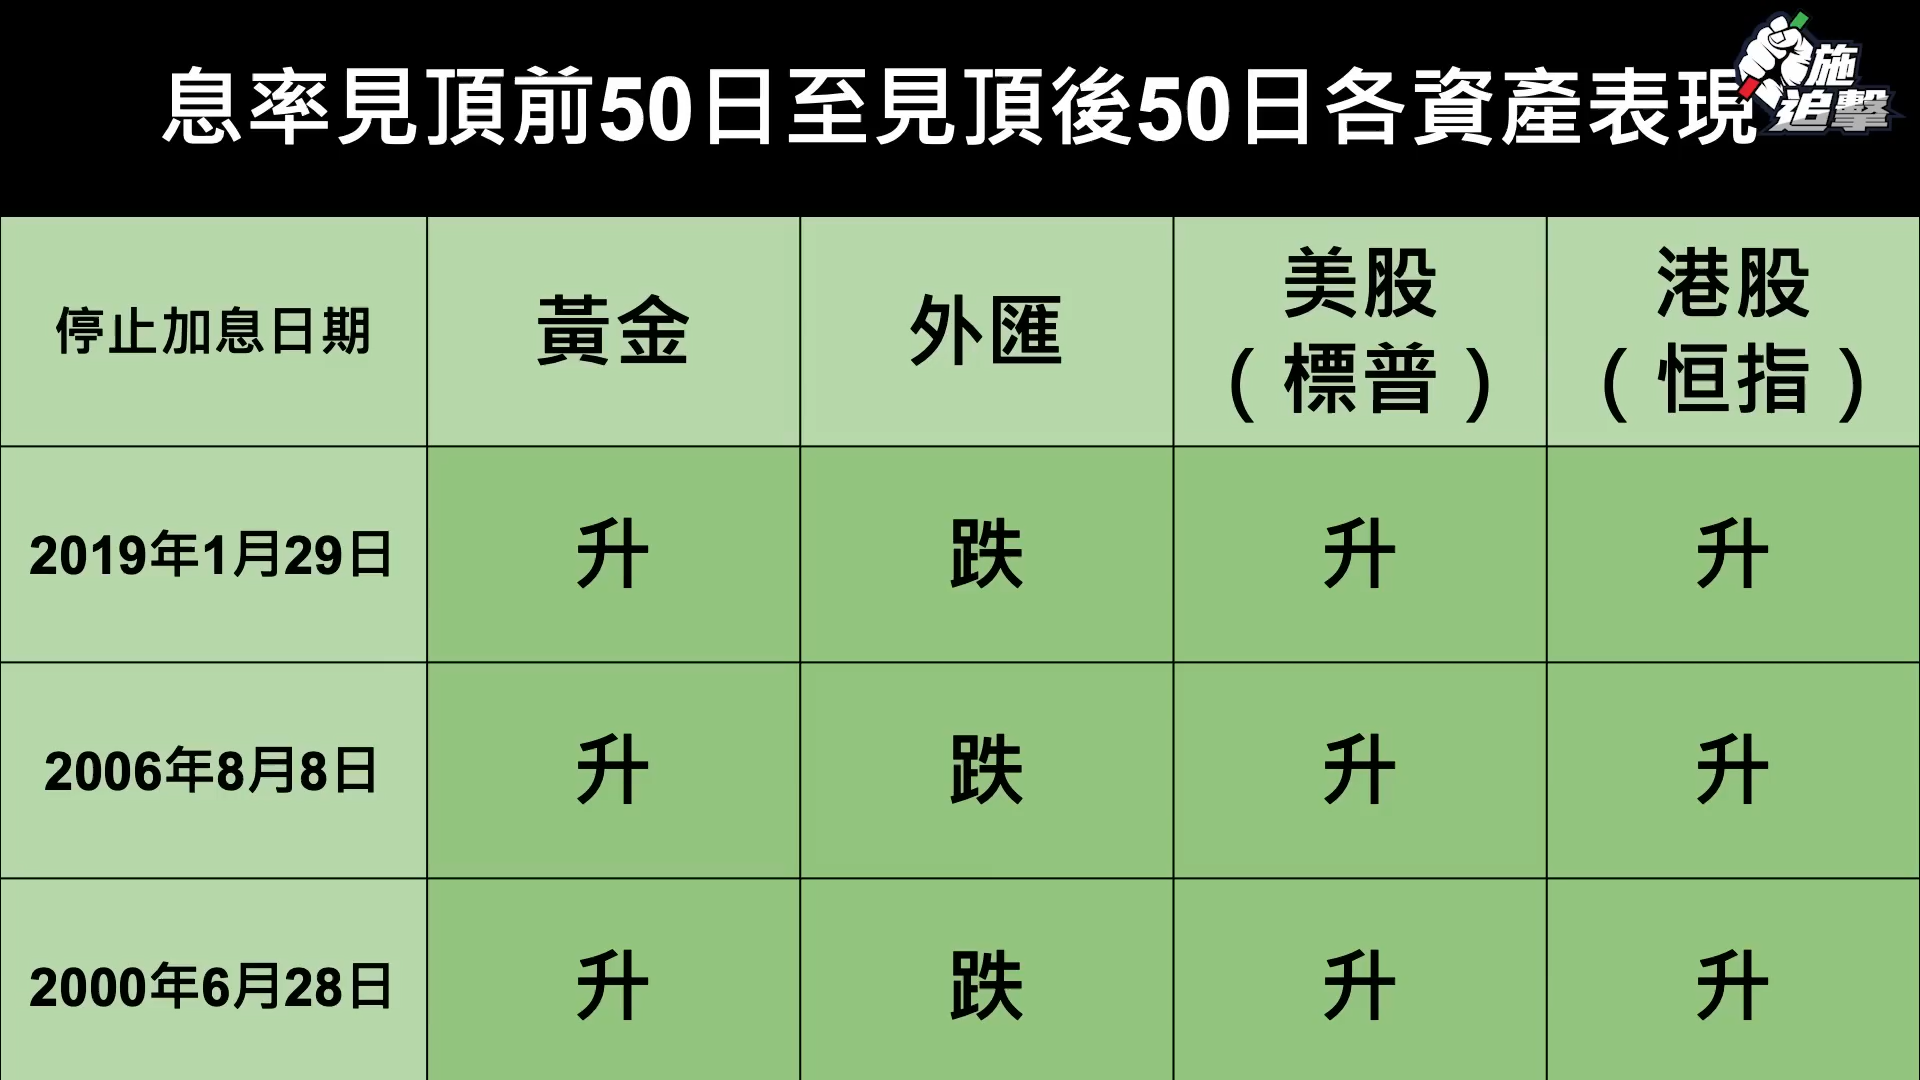 息率見頂前50日至見頂後50日各資產表現
施
追擊
停止加息日期 黃金 外匯 美股（標普） 港股（恒指）
2019年1月29日 升 跌 升 升
2006年8月8日 升 跌 升 升
2000年6月28日 升 跌 升 升